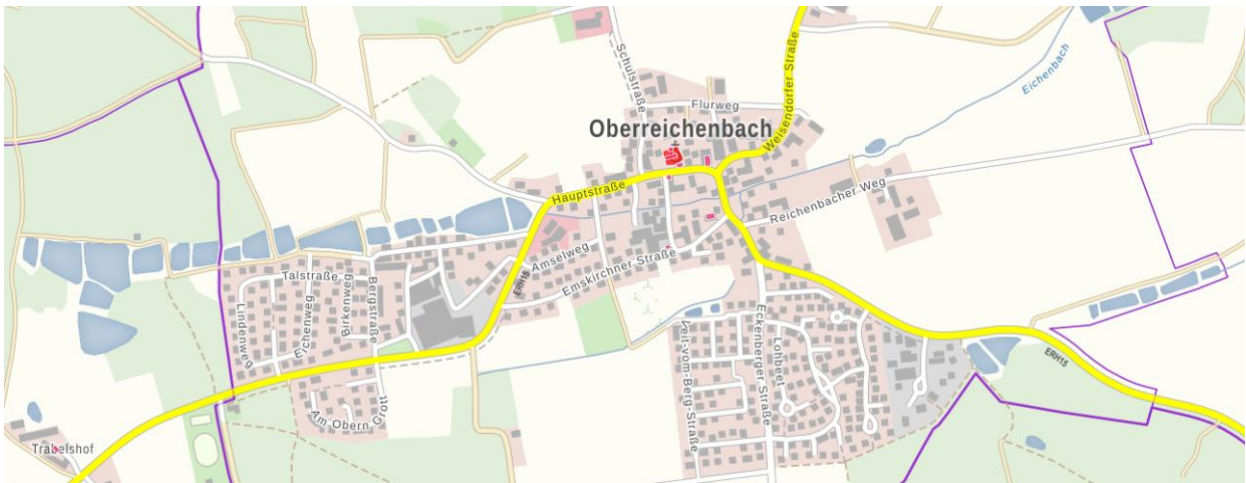 Schulstraße
Weisendorfer Straße
Eichenbach
Flurweg
Oberreichenbach
Hauptstraße
Reichenbacher Weg
Amselweg
Emskirchner Straße
ERH15
Talstraße
Lindenweg
Eichenweg
Birkenweg
Bergstraße
Veit-vom-Berg-Straße
Eckenberger Straße
Lohbeet
ERH15
Am Obern Grott
Trabelshof